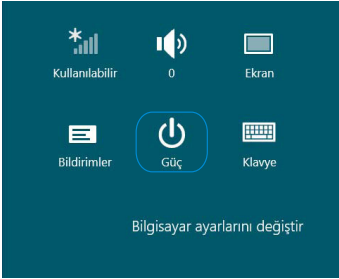 Kullanılabilir
0
Ekran
Bildirimler
Güç
Klavye
Bilgisayar ayarlarını değiştir